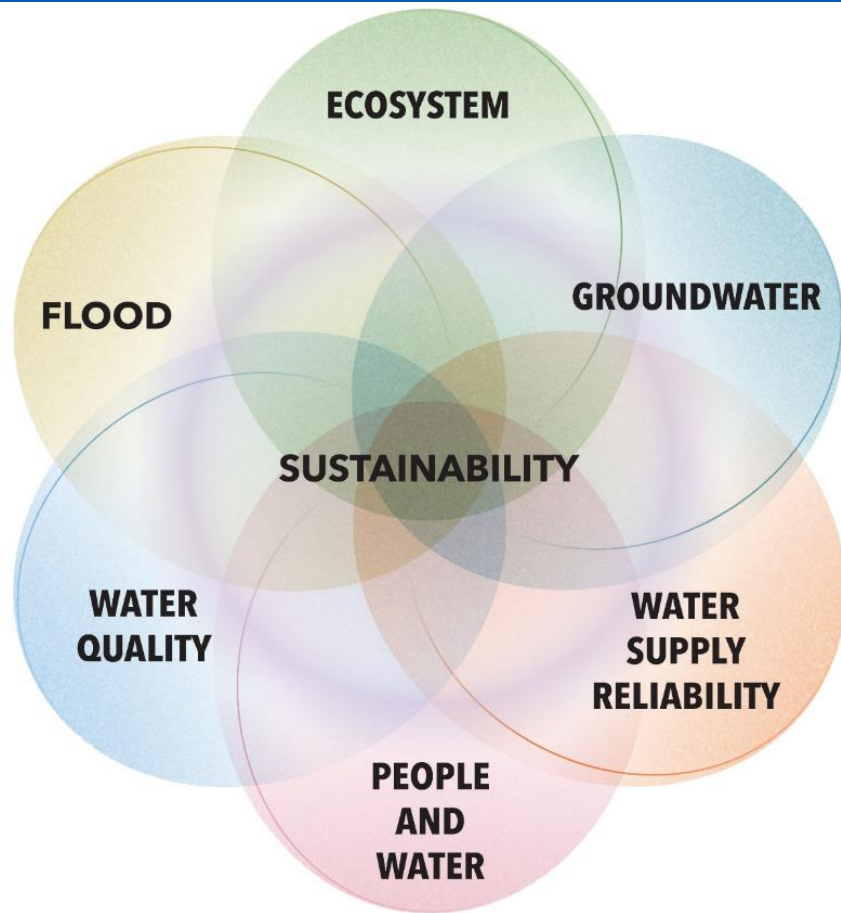 ECOSYSTEM
GROUNDWATER
FLOOD
SUSTAINABILITY
WATER
QUALITY
WATER
SUPPLY
RELIABILITY
PEOPLE
AND
WATER